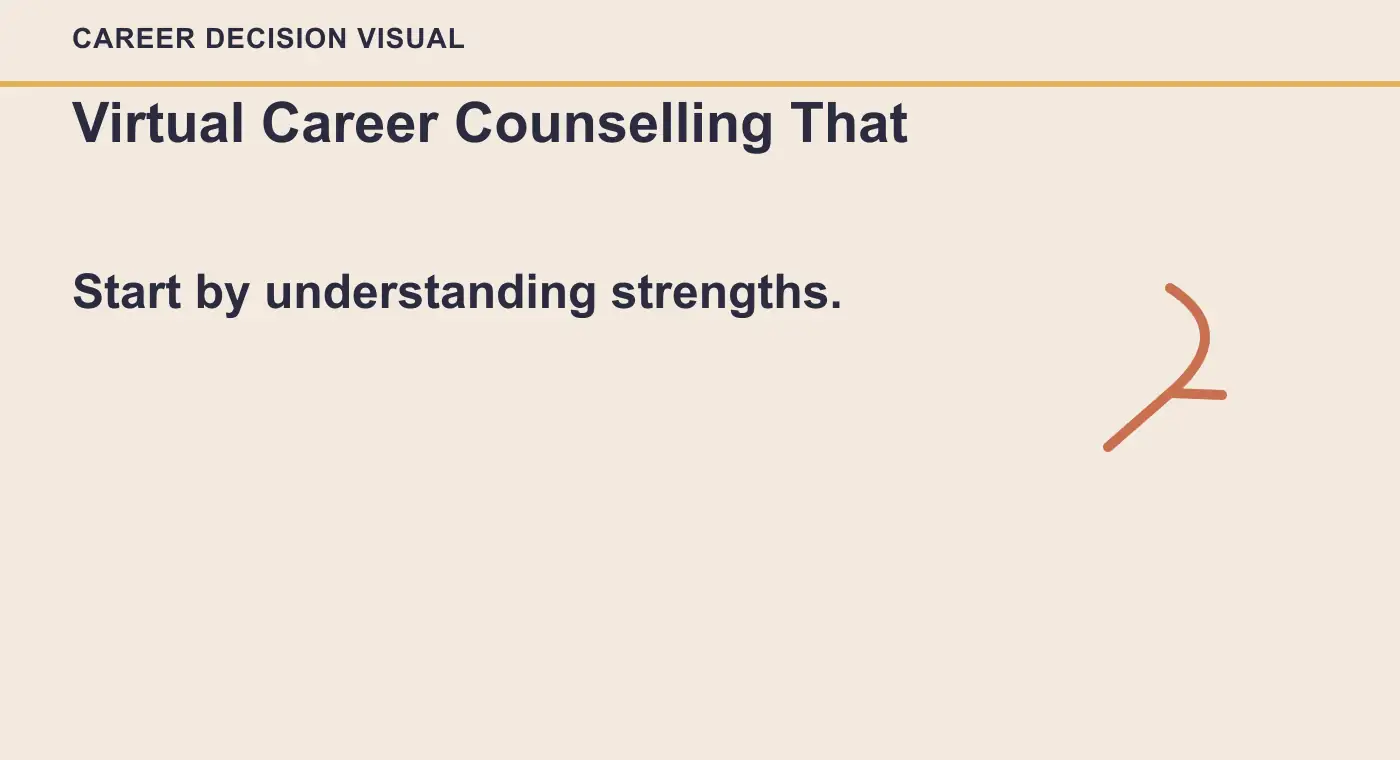 CAREER DECISION VISUAL
Virtual Career Counselling That
Start by understanding strengths.